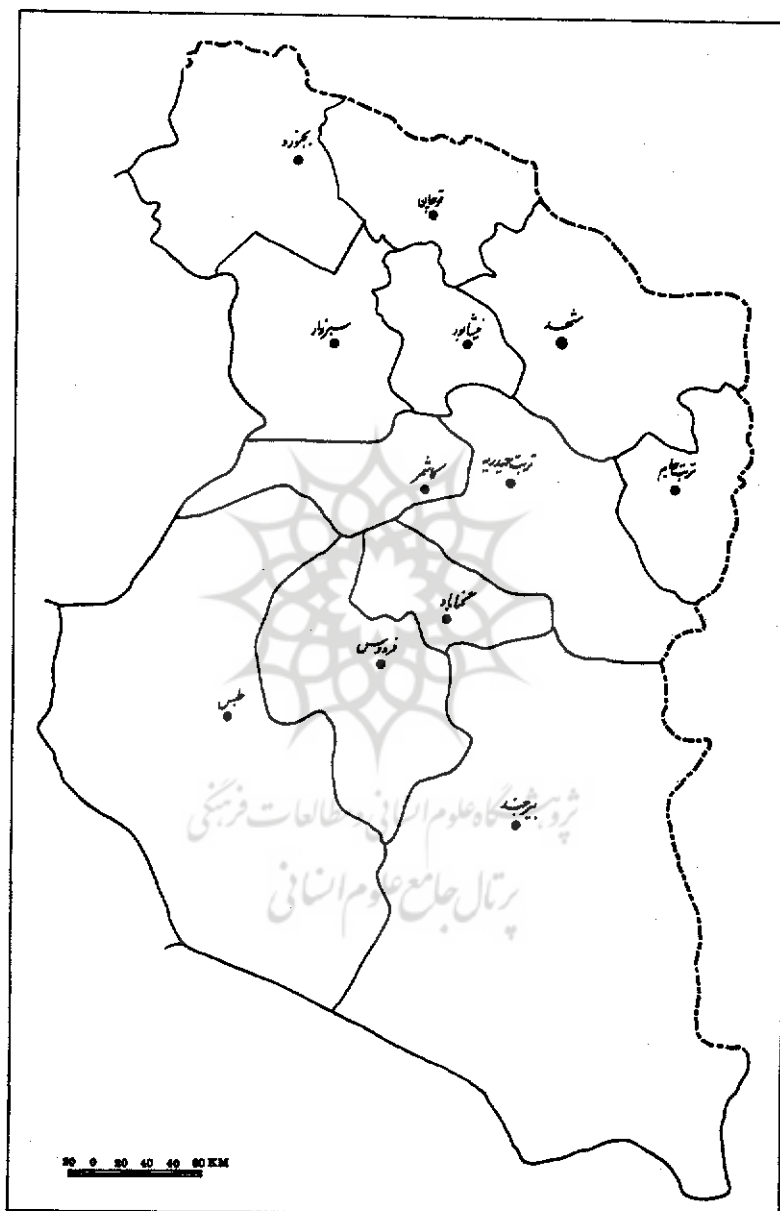 بجنورد
قوچان
سبزوار
نیشابور
مشهد
کاشمر
تربت حیدریه
تربت جام
گناباد
فردوس
طبس
بیرجند
پژوهشگاه علوم انسانی و مطالعات فرهنگی
پرتال جامع علوم انسانی
20 0 20 40 60 KM